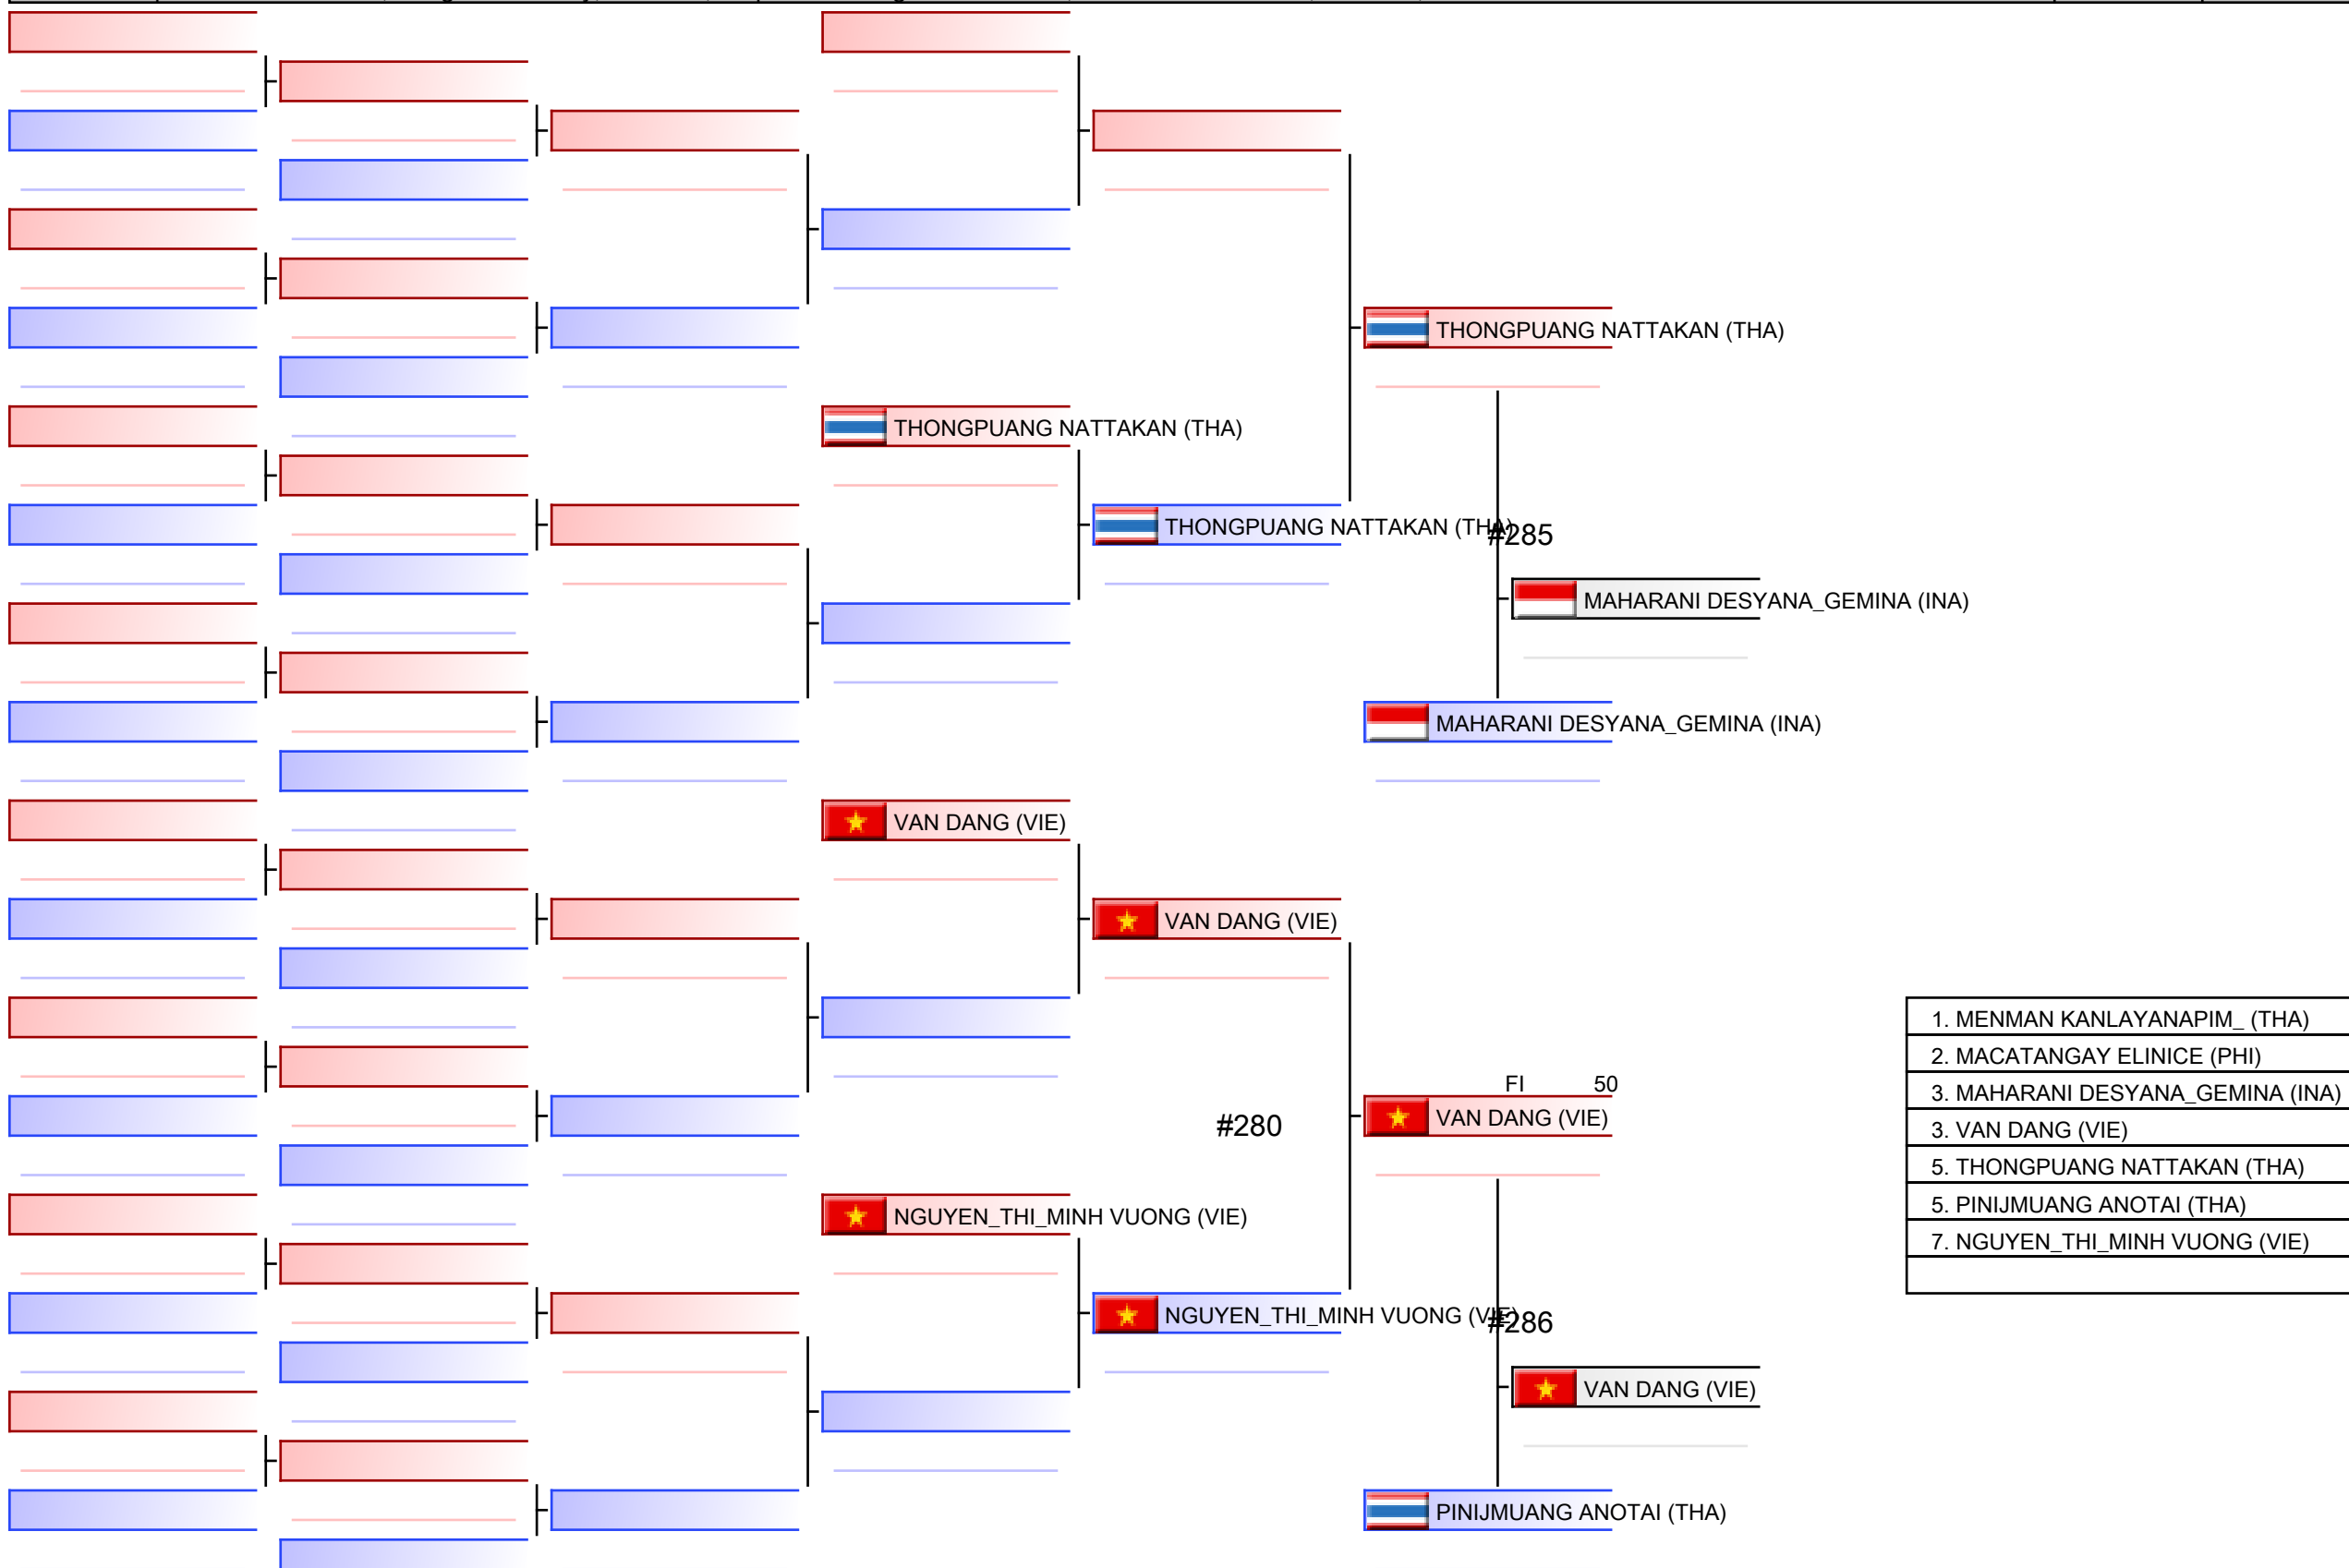 THONGPUANG NATTAKAN (THA)
THONGPUANG NATTAKAN (THA)
THONGPUANG NATTAKAN (THA)
#285
MAHARANI DESYANA_GEMINA (INA)
MAHARANI DESYANA_GEMINA (INA)
VAN DANG (VIE)
VAN DANG (VIE)
FI 50
VAN DANG (VIE)
#280
NGUYEN_THI_MINH VUONG (VIE)
NGUYEN_THI_MINH VUONG (VIE)
#286
VAN DANG (VIE)
PINIJMUANG ANOTAI (THA)
1. MENMAN KANLAYANAPIM_ (THA)
2. MACATANGAY ELINICE (PHI)
3. MAHARANI DESYANA_GEMINA (INA)
3. VAN DANG (VIE)
5. THONGPUANG NATTAKAN (THA)
5. PINIJMUANG ANOTAI (THA)
7. NGUYEN_THI_MINH VUONG (VIE)